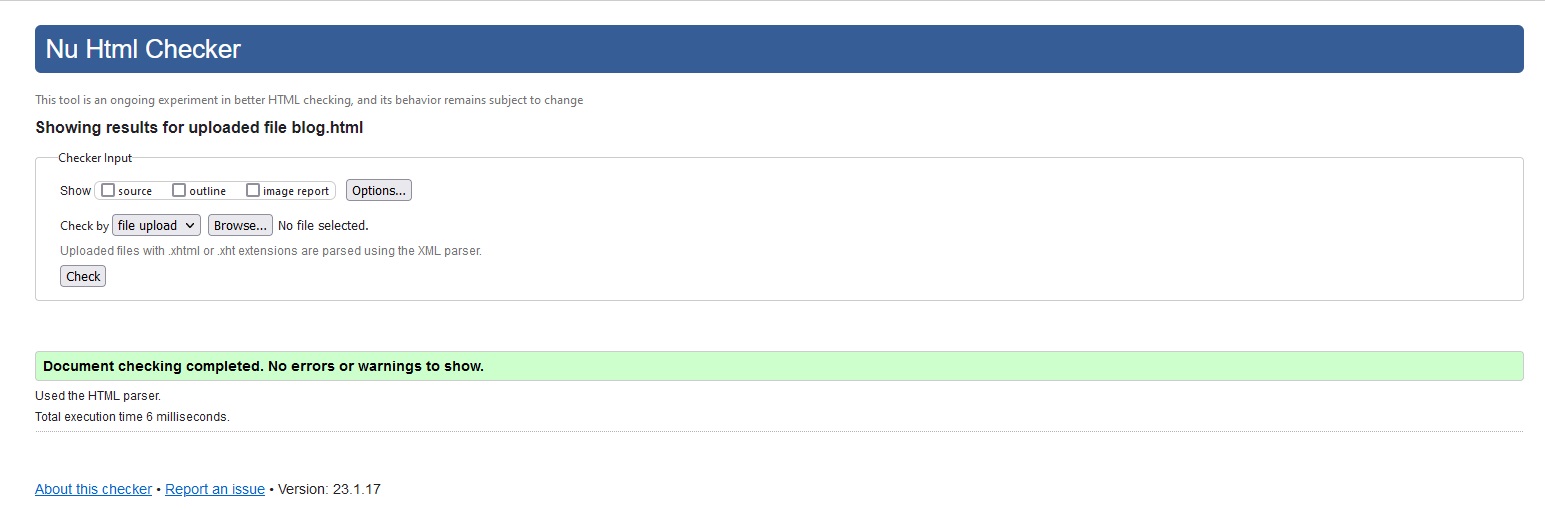 Nu Html Checker
This tool is an ongoing experiment in better HTML checking, and its behavior remains subject to change
Showing results for uploaded file blog.html
Checker Input
Show source outline image report Options...
Check by file upload Browse... No file selected.
Uploaded files with .xhtml or .xht extensions are parsed using the XML parser.
Check
Document checking completed. No errors or warnings to show.
Used the HTML parser.
Total execution time 6 milliseconds.
About this checker • Report an issue • Version: 23.1.17